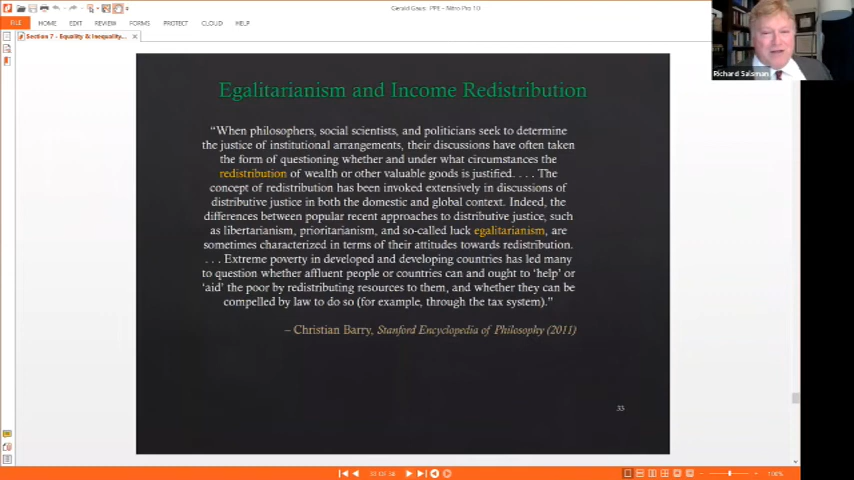 Gerald Gaus: PPE - Nitro Pro 10
FILE HOME EDIT REVIEW FORMS PROTECT CLOUD HELP
Section 7 - Equality & Inequality...
Richard Salsman
Egalitarianism and Income Redistribution
“When philosophers, social scientists, and politicians seek to determine
the justice of institutional arrangements, their discussions have often taken
the form of questioning whether and under what circumstances the
redistribution of wealth or other valuable goods is justified. . . . The
concept of redistribution has been invoked extensively in discussions of
distributive justice in both the domestic and global context. Indeed, the
differences between popular recent approaches to distributive justice, such
as libertarianism, prioritarianism, and so-called luck egalitarianism, are
sometimes characterized in terms of their attitudes towards redistribution.
. . . Extreme poverty in developed and developing countries has led many
to question whether affluent people or countries can and ought to ‘help’ or
‘aid’ the poor by redistributing resources to them, and whether they can be
compelled by law to do so (for example, through the tax system).”
– Christian Barry, Stanford Encyclopedia of Philosophy (2011)
33